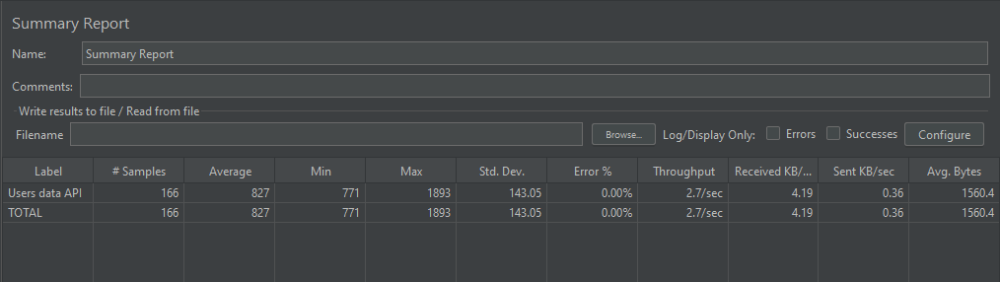 Summary Report
Name: Summary Report
Comments:
Write results to file / Read from file
Filename Browse... Log/Display Only: Errors Successes Configure
Label # Samples Average Min Max Std. Dev. Error % Throughput Received KB/... Sent KB/sec Avg. Bytes
Users data API 166 827 771 1893 143.05 0.00% 2.7/sec 4.19 0.36 1560.4
TOTAL 166 827 771 1893 143.05 0.00% 2.7/sec 4.19 0.36 1560.4